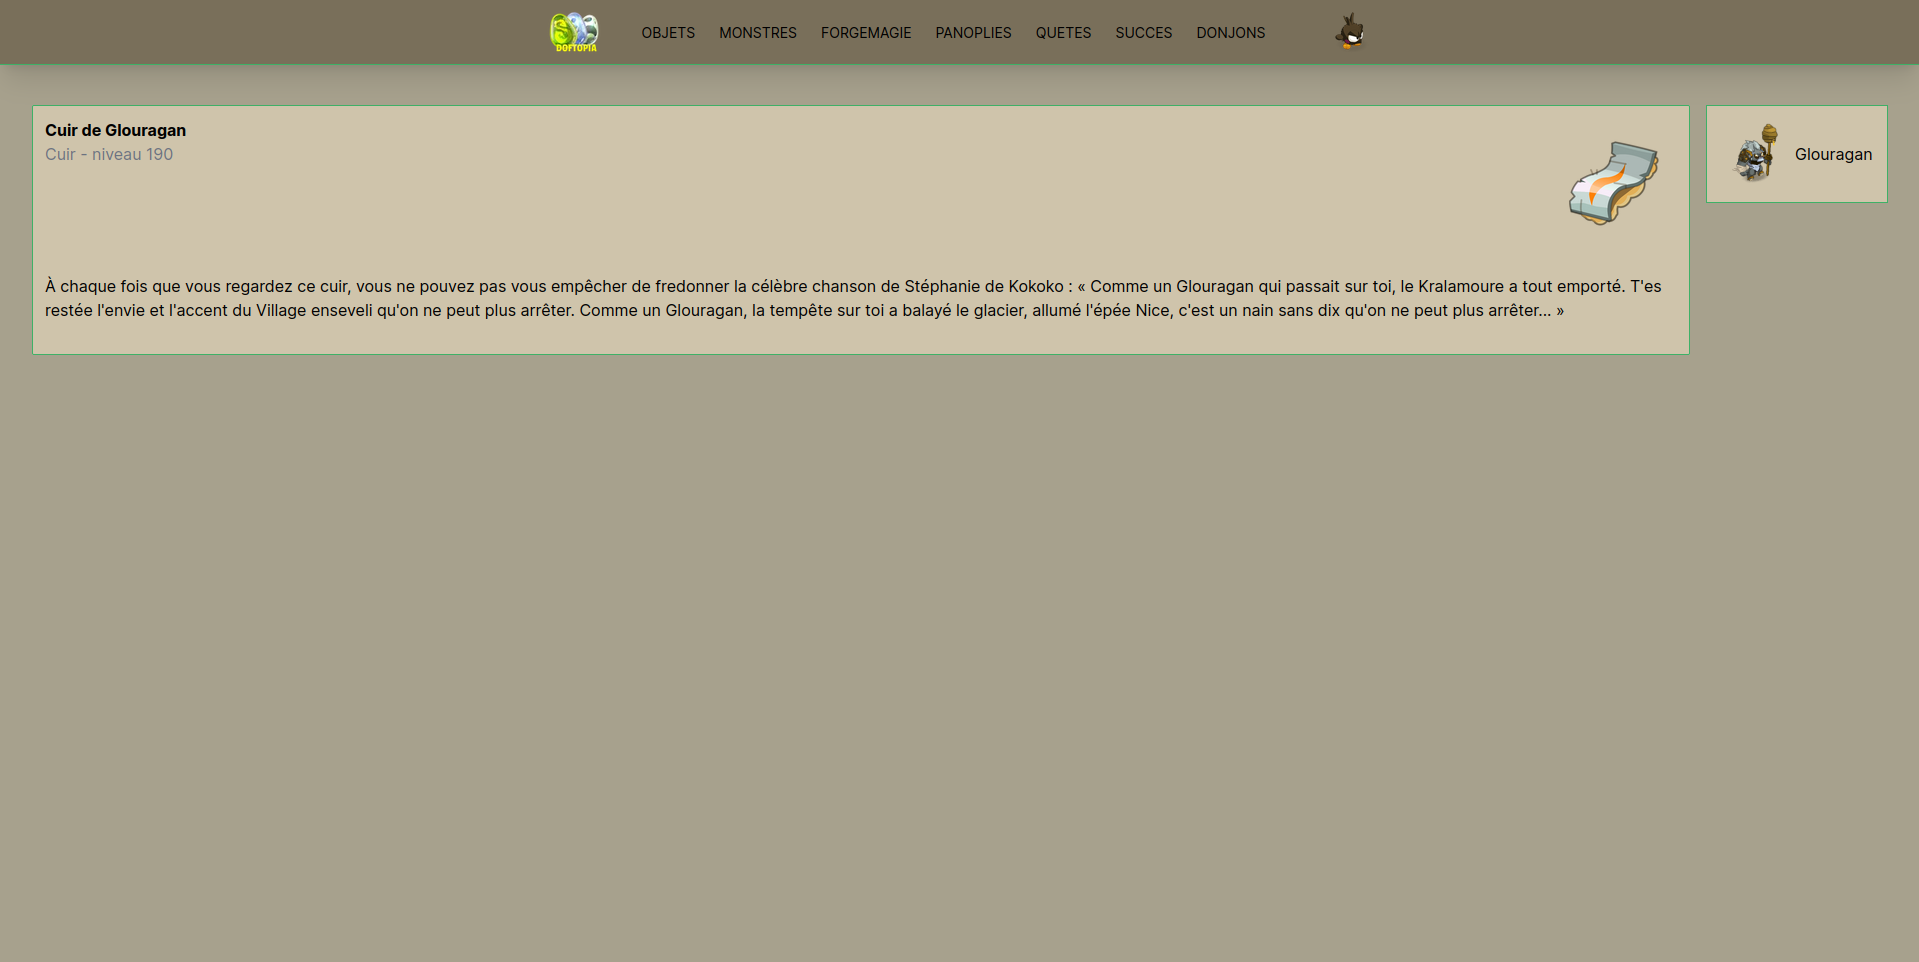 DOFTOPIA
OBJETS MONSTRES FORGEMAGIE PANOPLIES QUETES SUCCES DONJONS
Cuir de Glouragan
Cuir - niveau 190
À chaque fois que vous regardez ce cuir, vous ne pouvez pas vous empêcher de fredonner la célèbre chanson de Stéphanie de Kokoko : « Comme un Glouragan qui passait sur toi, le Kralamoure a tout emporté. T'es
restée l'envie et l'accent du Village enseveli qu'on ne peut plus arrêter. Comme un Glouragan, la tempête sur toi a balayé le glacier, allumé l'épée Nice, c'est un nain sans dix qu'on ne peut plus arrêter... »
Glouragan